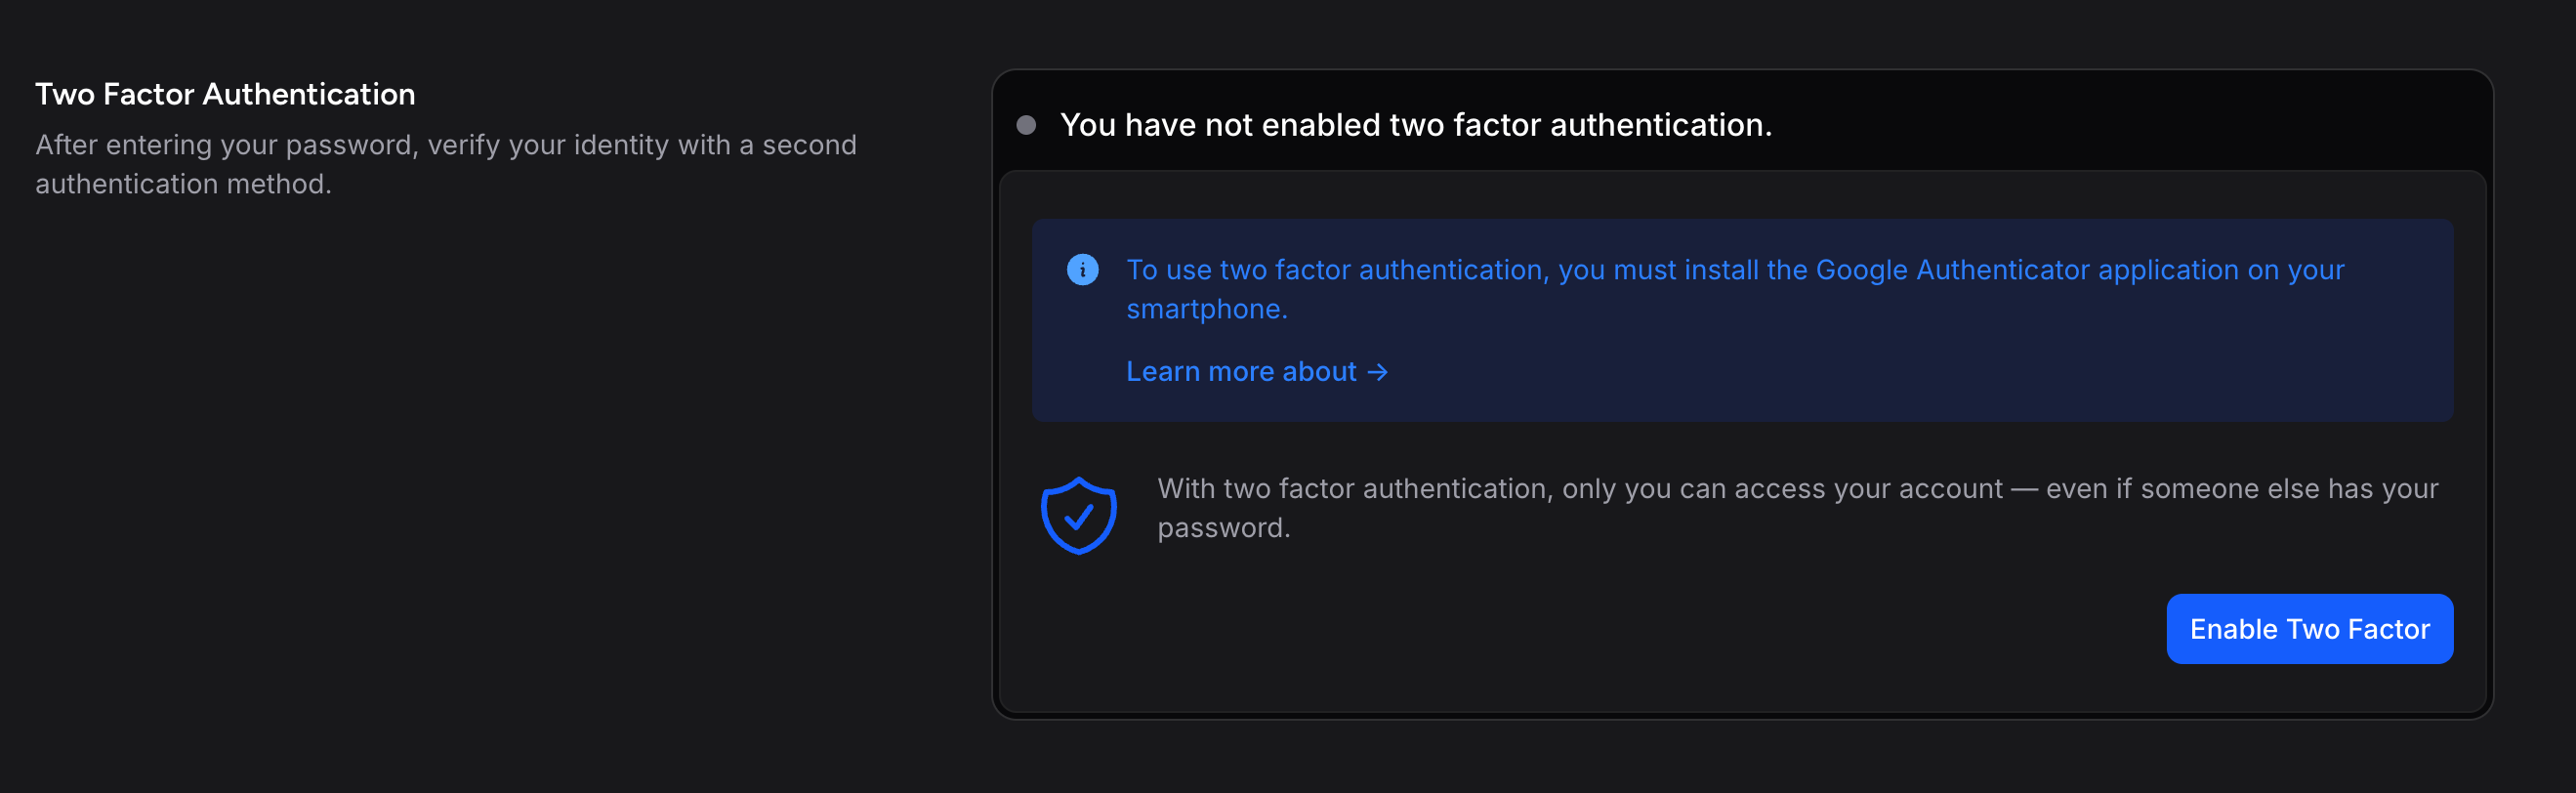 Two Factor Authentication
After entering your password, verify your identity with a second
authentication method.
You have not enabled two factor authentication.
To use two factor authentication, you must install the Google Authenticator application on your
smartphone.
Learn more about →
With two factor authentication, only you can access your account — even if someone else has your
password.
Enable Two Factor